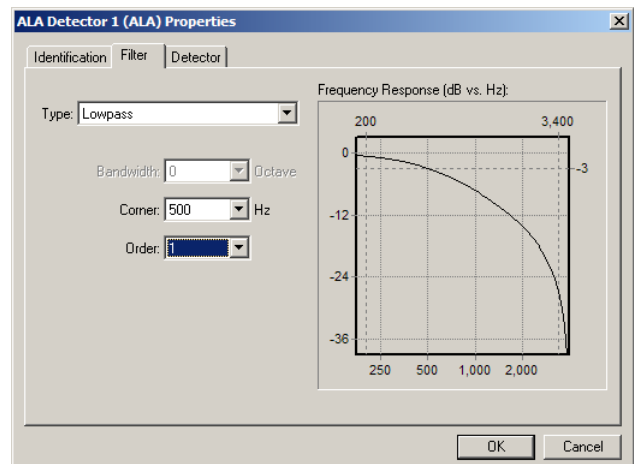 ALA Detector 1 (ALA) Properties
Identification Filter Detector
Type: Lowpass
Bandwidth: 0 Octave
Corner: 500 Hz
Order: 1
Frequency Response (dB vs. Hz):
200 3,400
0 -3
-12
-24
-36
250 500 1,000 2,000
OK Cancel